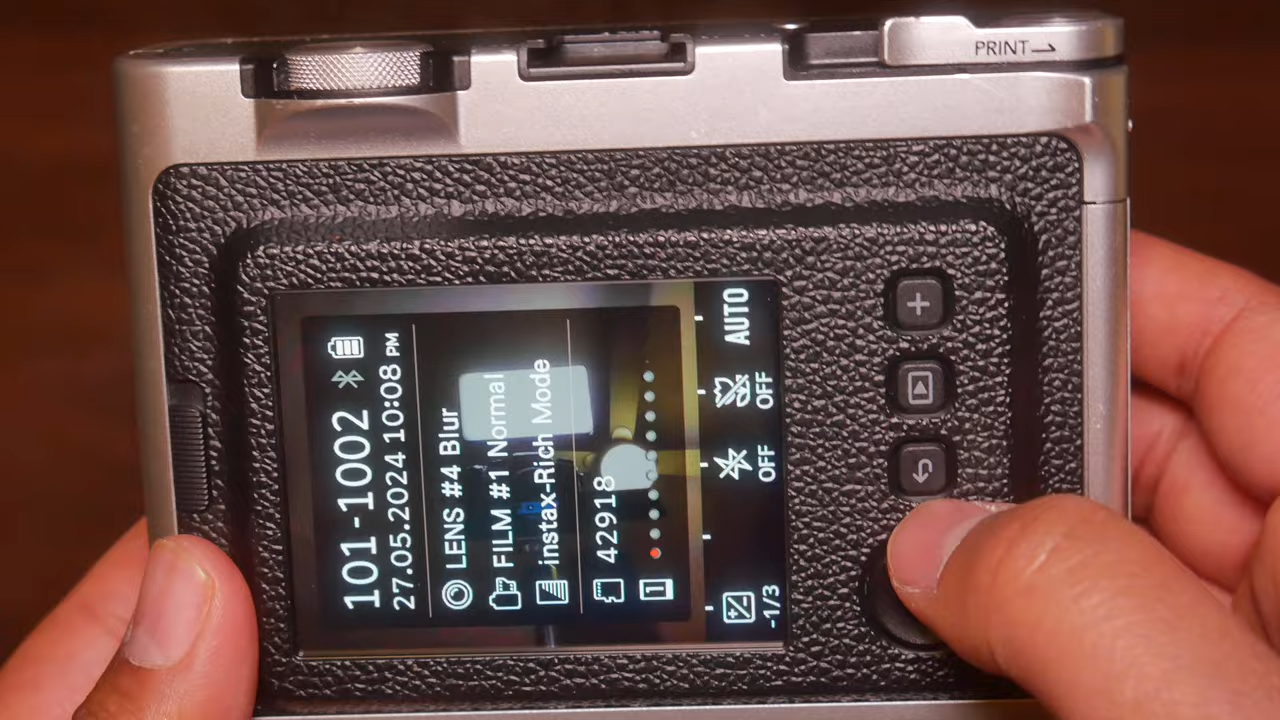 PRINT
101-1002
27.05.2024 10:08 PM
LENS #4 Blur
FILM #1 Normal
instax-Rich Mode
42918
1
-1/3
OFF
OFF
AUTO